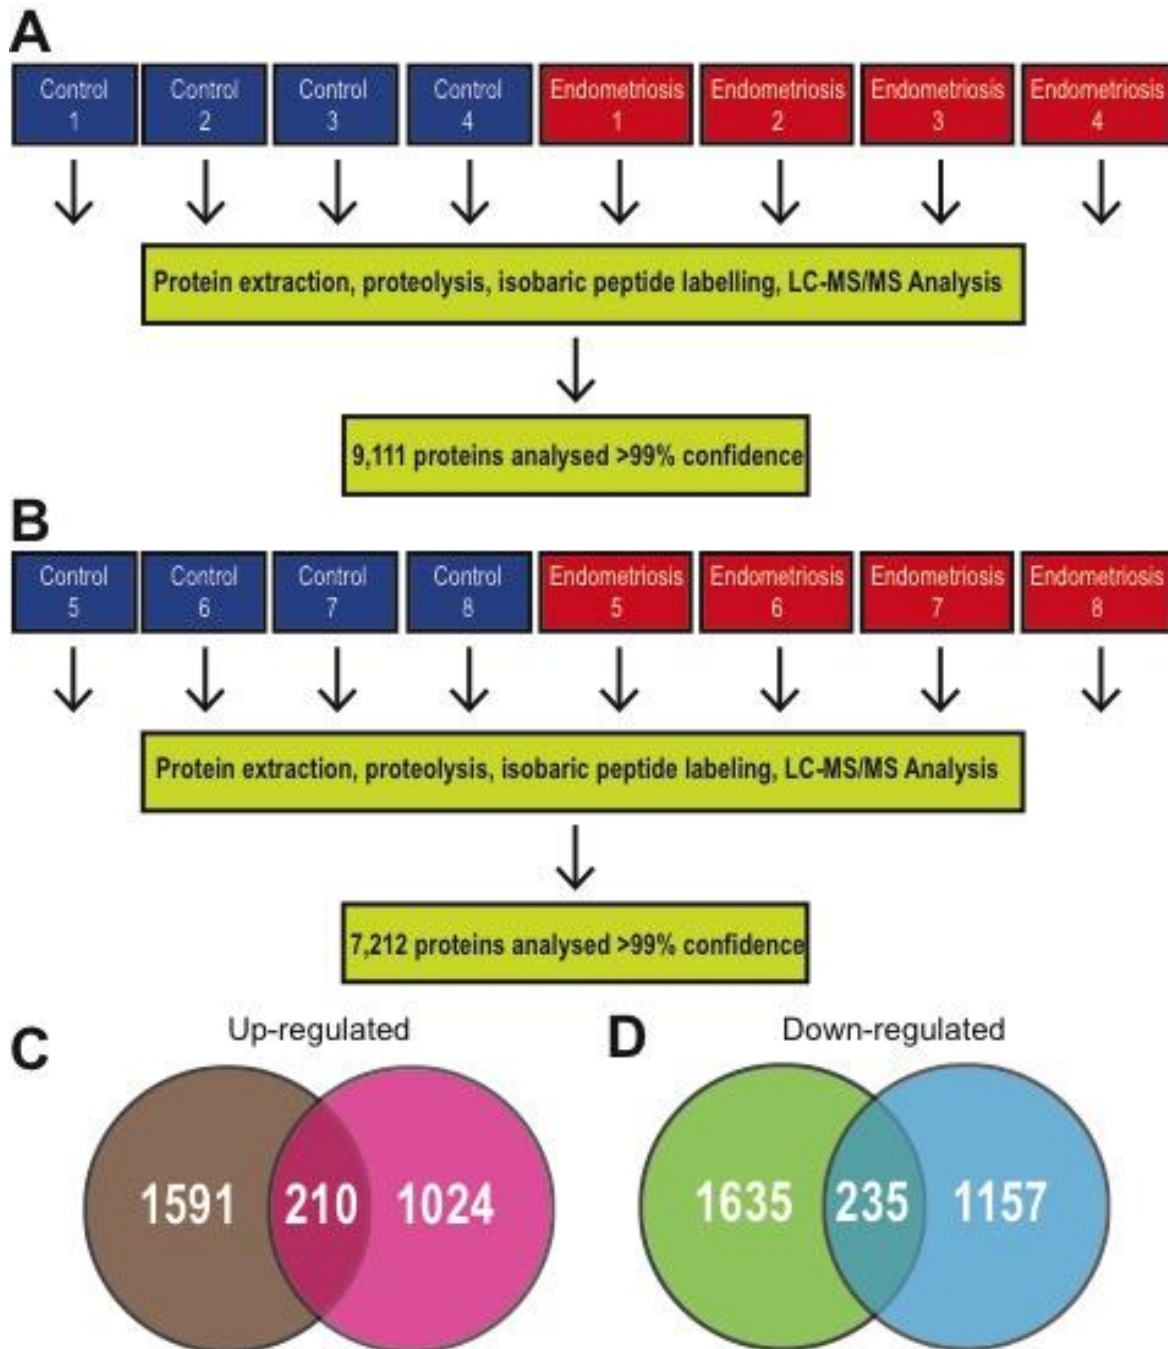 A
Control Control Control Control Endometriosis Endometriosis Endometriosis Endometriosis
1 2 3 4 1 2 3 4
Protein extraction, proteolysis, isobaric peptide labelling, LC-MS/MS Analysis
9,111 proteins analysed >99% confidence
B
Control Control Control Control Endometriosis Endometriosis Endometriosis Endometriosis
5 6 7 8 5 6 7 8
Protein extraction, proteolysis, isobaric peptide labeling, LC-MS/MS Analysis
7,212 proteins analysed >99% confidence
C Up-regulated D Down-regulated
1591 210 1024 1635 235 1157